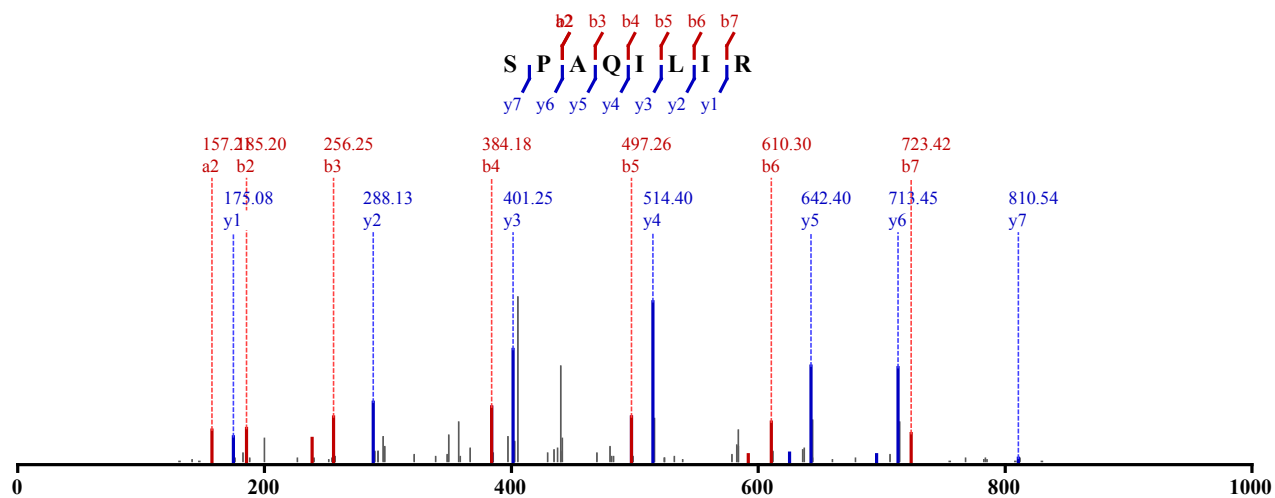 a2 b2 b3 b4 b5 b6 b7
S P A Q I L I R
y7 y6 y5 y4 y3 y2 y1
157.21 185.20 256.25 384.18 497.26 610.30 723.42
a2 b2 b3 b4 b5 b6 b7
175.08 288.13 401.25 514.40 642.40 713.45 810.54
y1 y2 y3 y4 y5 y6 y7
0 200 400 600 800 1000